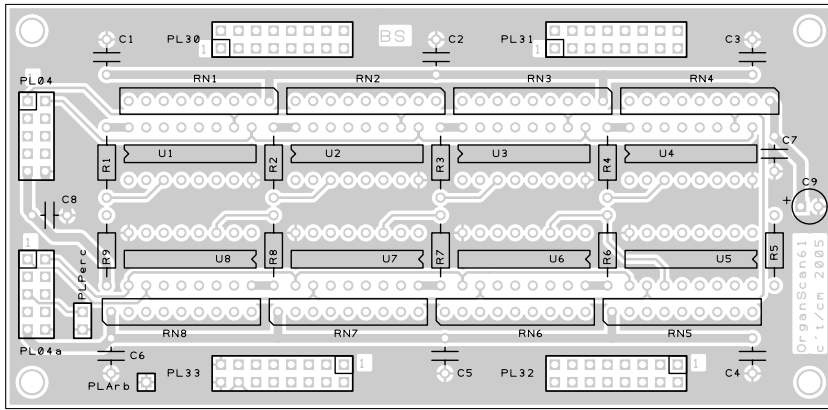 C1
PL30
1
BS
C2
PL31
1
C3
PL04
1
RN1
RN2
RN3
RN4
C7
R1
U1
R2
U2
R3
U3
R4
U4
C9
+
C8
1
PLPerc
R9
U8
R8
U7
R7
U6
R6
U5
R5
OrganScan61
c't/cm 2005
RN8
RN7
RN6
RN5
PL04a
C6
PLArb
PL33
1
C5
PL32
1
C4